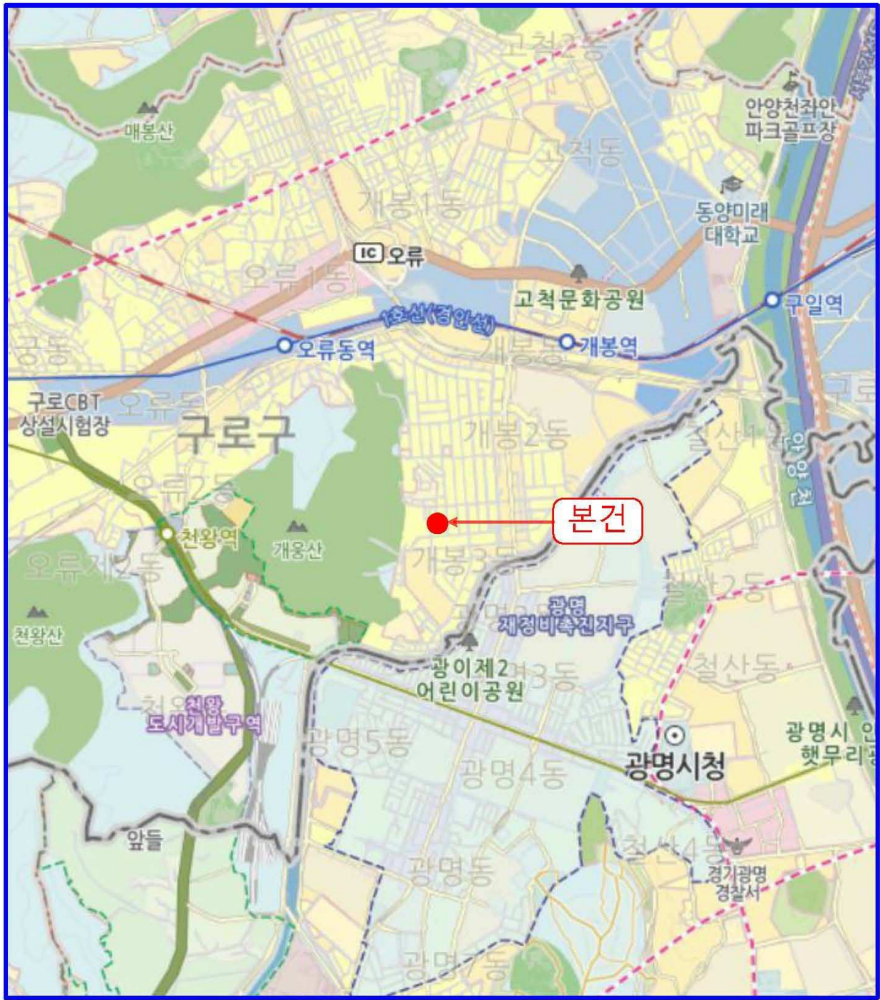 고척2동
안양천좌안
파크골프장
매봉산
고척동
개봉1동
동양미래
대학교
IC 오류
오류1동
고척문화공원
구일역
1호선(경인선)
오류동역
개봉동
개봉역
궁동
구로CBT
상설시험장
오류동
구로구
개봉2동
철산1동
안양천
오류2동
본건
천왕역
개웅산
개봉3동
오류제2동
철산2동
광명
재정비촉진지구
천왕산
광이제2
어린이공원
철산동
천왕
도시개발구역
광명5동
광명시청
광명4동
앞들
철산4동
광명동
경기광명
경찰서
광명7동